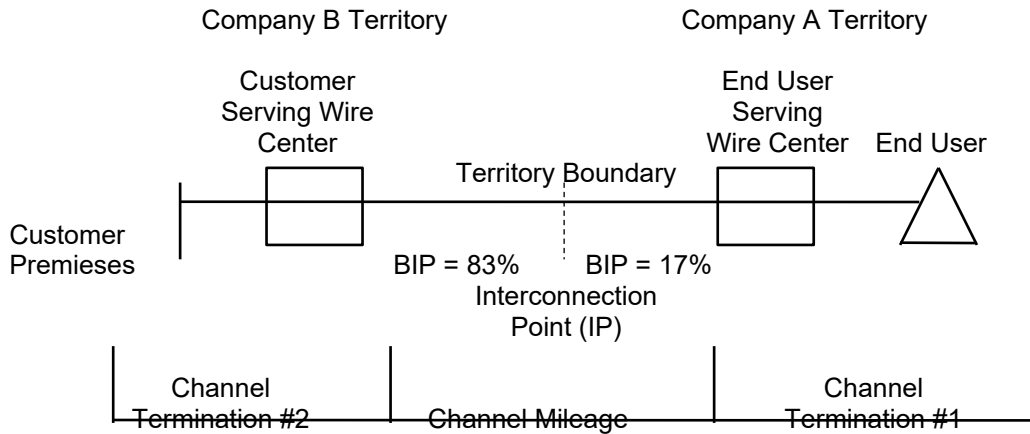 Company B Territory
Company A Territory
Customer
Serving Wire
Center
End User
Serving
Wire Center
End User
Territory Boundary
Customer
Premieses
BIP = 83%
BIP = 17%
Interconnection
Point (IP)
Channel
Termination #2
Channel Mileage
Channel
Termination #1